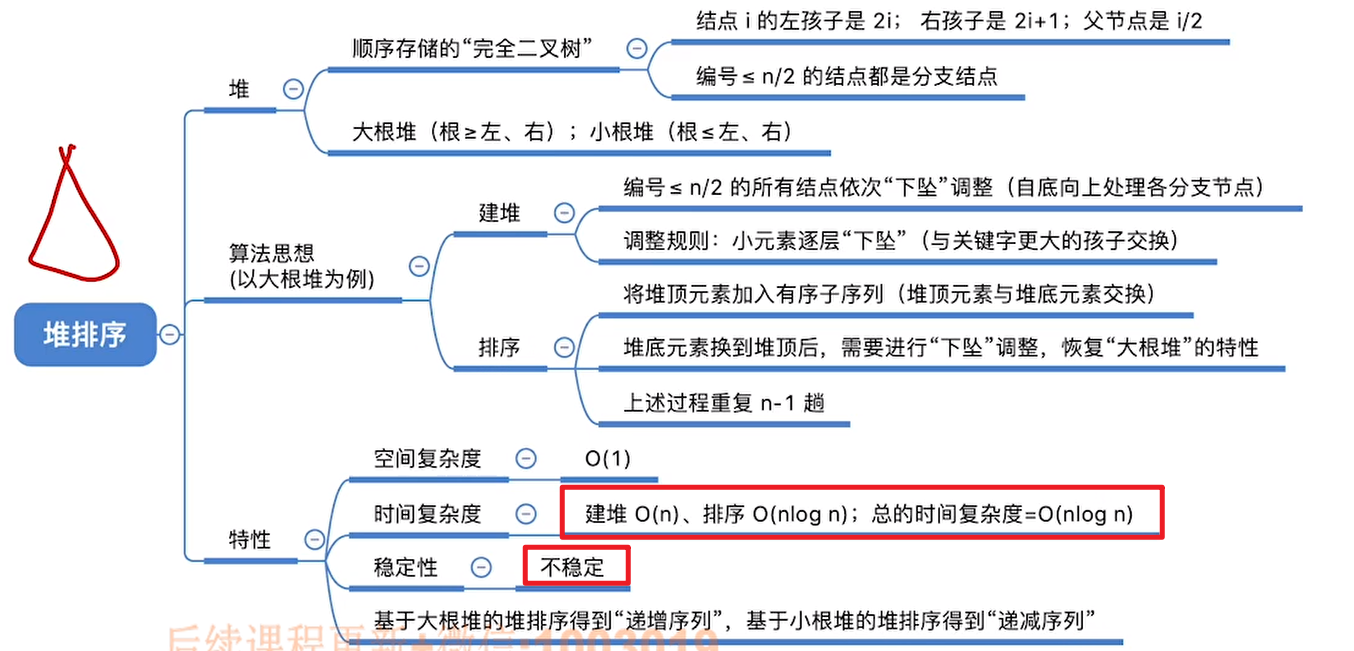 结点 i 的左孩子是 2i； 右孩子是 2i+1；父节点是 i/2
顺序存储的“完全二叉树”
编号≤ n/2 的结点都是分支结点
堆
大根堆（根≥左、右）；小根堆（根≤左、右）
编号≤ n/2 的所有结点依次“下坠”调整（自底向上处理各分支节点）
建堆
调整规则：小元素逐层“下坠”（与关键字更大的孩子交换）
算法思想
(以大根堆为例)
将堆顶元素加入有序子序列（堆顶元素与堆底元素交换）
堆排序
排序
堆底元素换到堆顶后，需要进行“下坠”调整，恢复“大根堆”的特性
上述过程重复 n-1 趟
空间复杂度
O(1)
时间复杂度
建堆 O(n)、排序 O(nlog n)；总的时间复杂度=O(nlog n)
特性
稳定性
不稳定
基于大根堆的堆排序得到“递增序列”，基于小根堆的堆排序得到“递减序列”
后续课程更新+微信:1003019